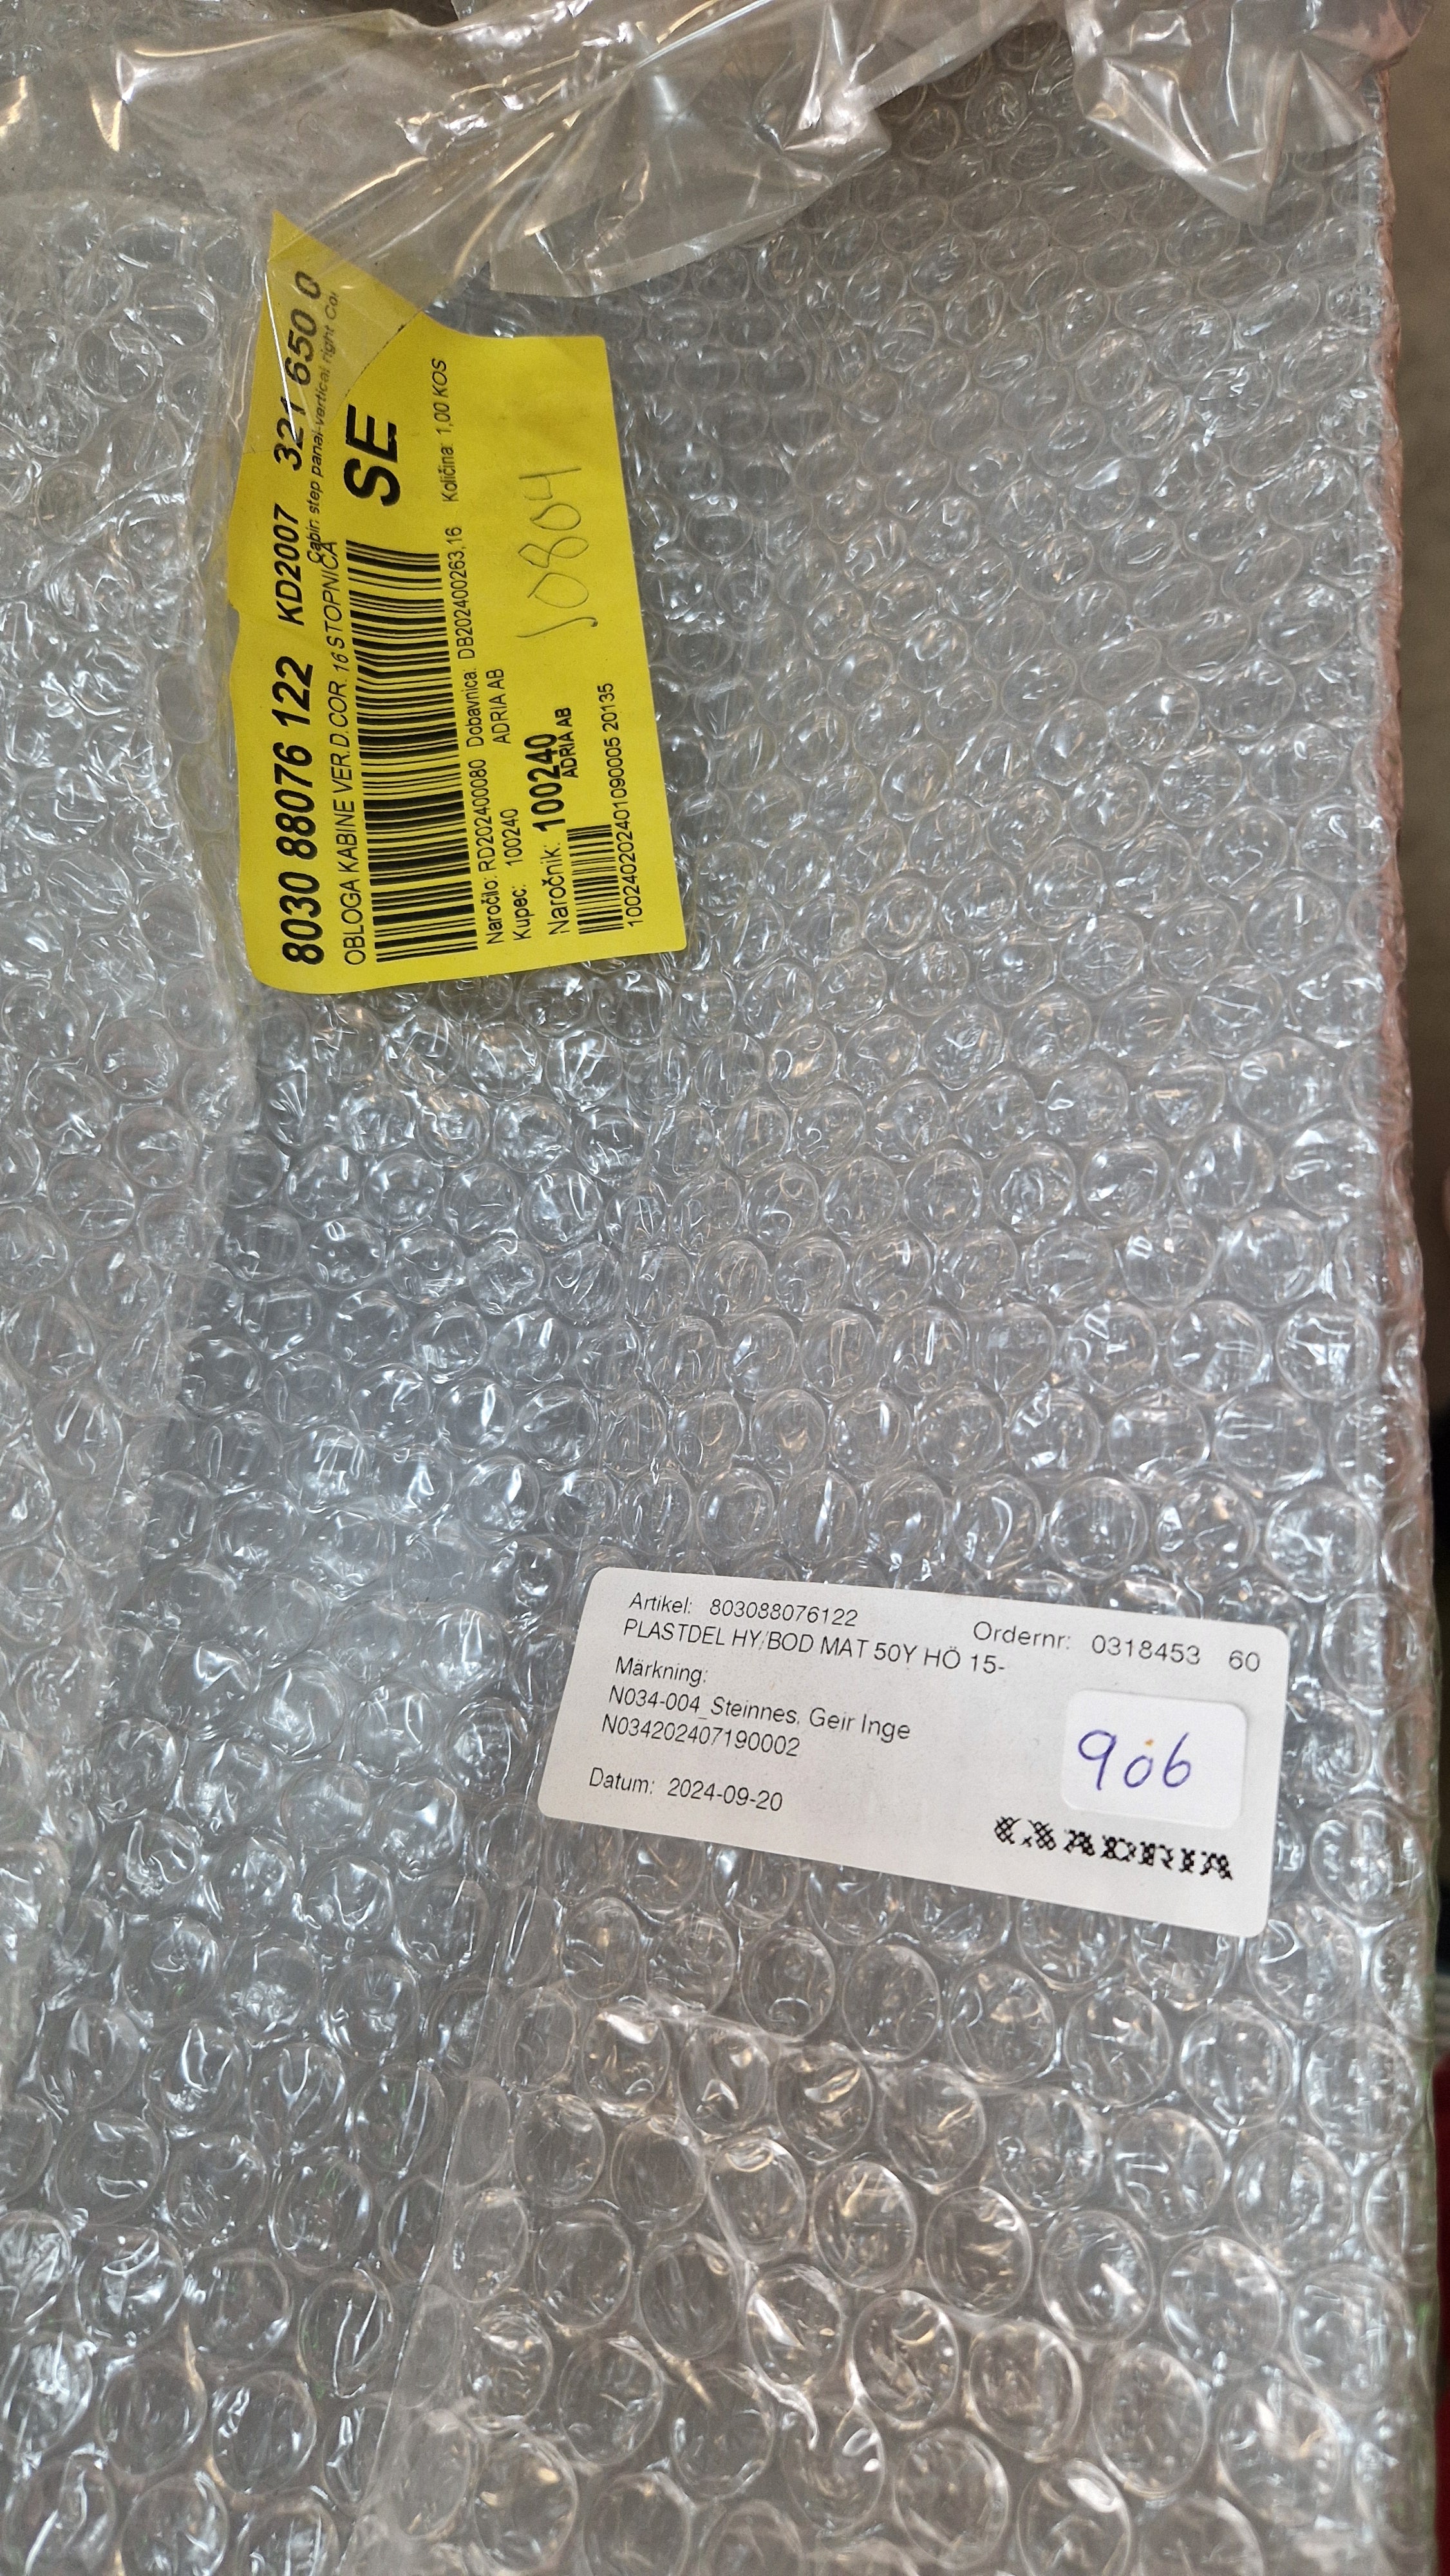 8030 88076 122 KD2007 321 650 0
Cabin step panal-vertical right Co
OBLOGA KABINE VER.D.COR. 16 STOPNICA
SE
Naročilo: RD202400080 Dobavnica: DB202400263,16 Količina: 1,00 KOS
Kupec: 100240 ADRIA AB
Naročnik: 100240
ADRIA AB
10024020240109000520135
Artikel: 803088076122
Ordernr: 0318453 60
PLASTDEL HY/BOD MAT 50Y HÖ 15-
Märkning:
N034-004_Steinnes, Geir Inge
N034202407190002
906
Datum: 2024-09-20
ADRIA